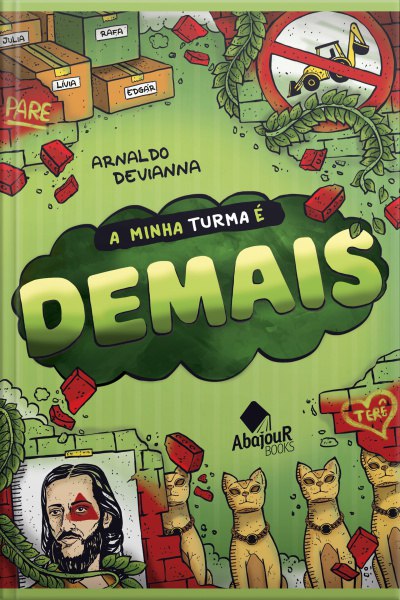 JULIA
RAFA
LÍVIA
EDGAR
PARE
ARNALDO
DEVIANNA
A MINHA TURMA É
DEMAIS
TERÊ
AbajouR
BOOKS